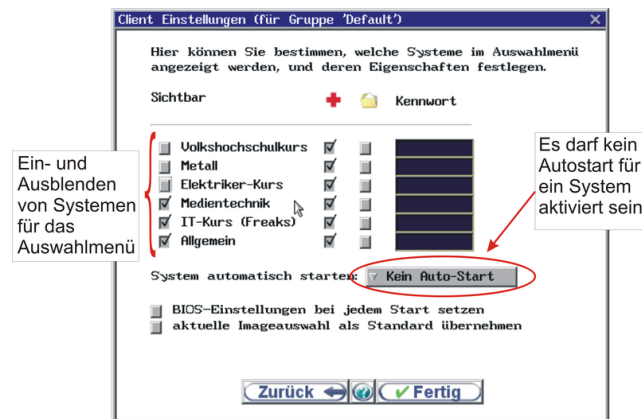 Client Einstellungen (für Gruppe 'Default')
Hier können Sie bestimmen, welche Systeme im Auswahlmenü
angezeigt werden, und deren Eigenschaften festlegen.
Sichtbar
Kennwort
Volkshochschulkurs
Metall
Elektriker-Kurs
Medientechnik
IT-Kurs (Freaks)
Allgemein
Ein- und
Ausblenden
von Systemen
für das
Auswahlmenü
Es darf kein
Autostart für
ein System
aktiviert sein
System automatisch starten: Kein Auto-Start
BIOS-Einstellungen bei jedem Start setzen
aktuelle Imageauswahl als Standard übernehmen
Zurück
Fertig